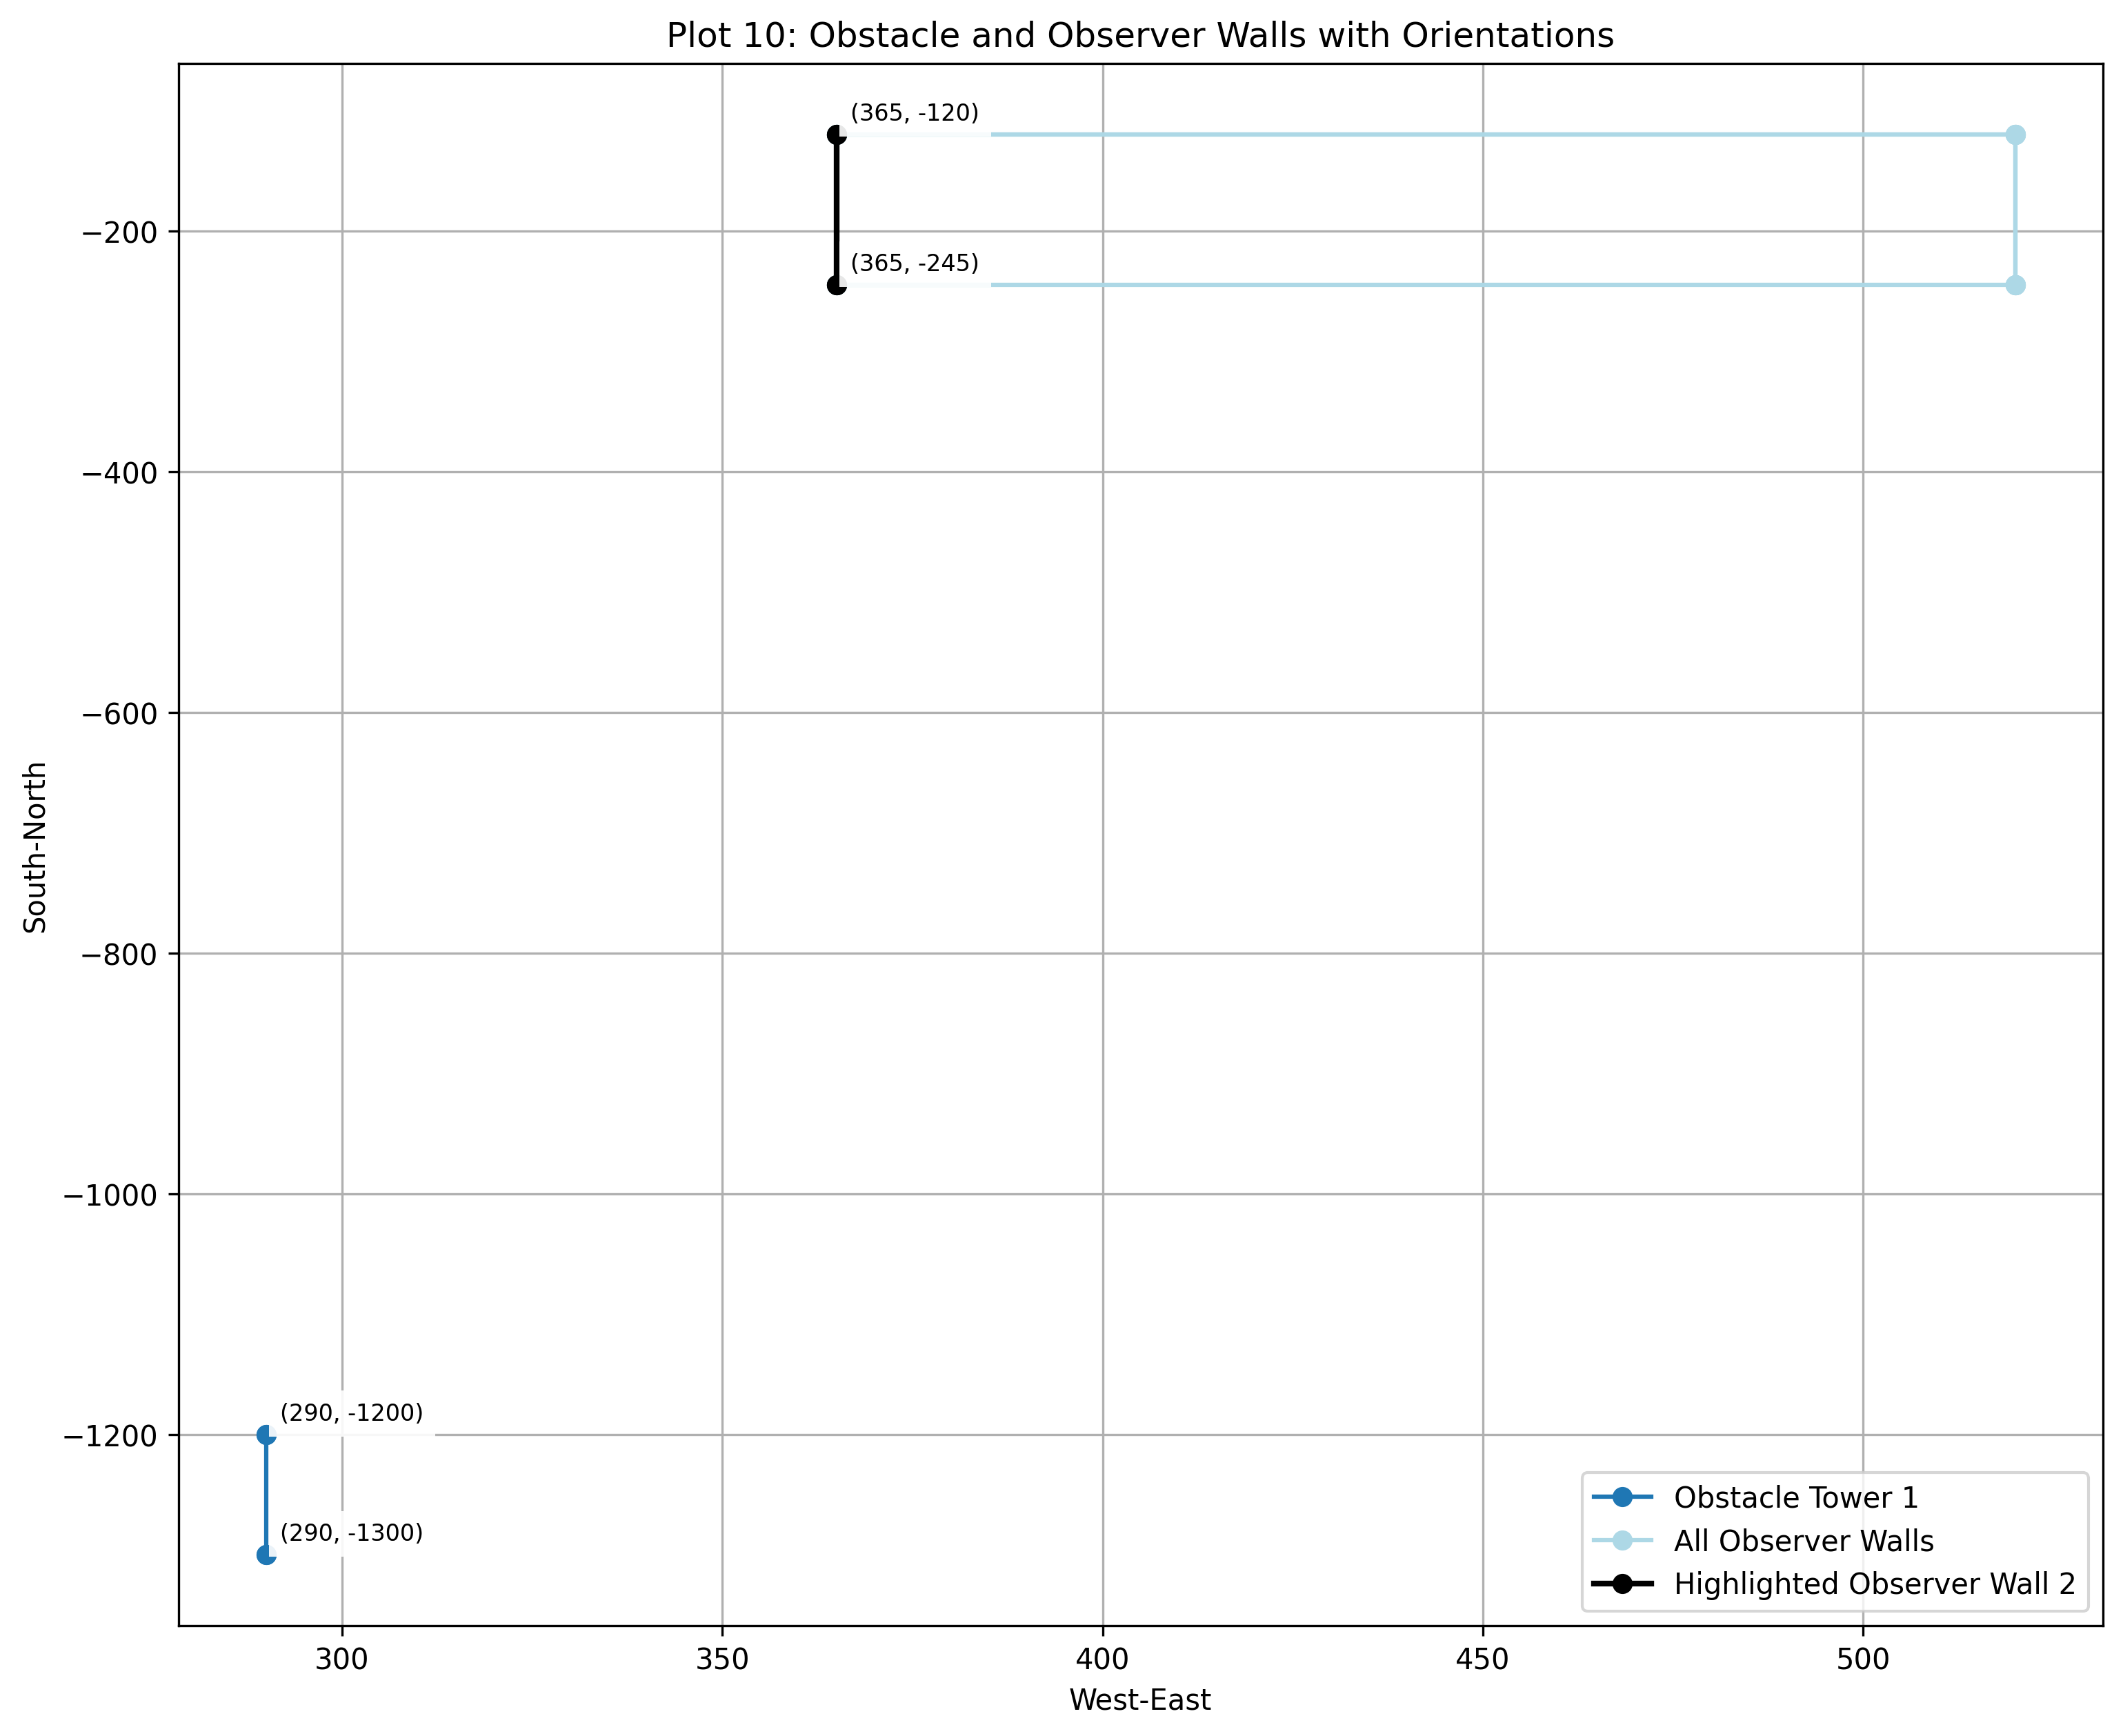 Plot 10: Obstacle and Observer Walls with Orientations
(365, -120)
−200
(365, -245)
−400
−600
South-North
−800
−1000
(290, -1200)
−1200
(290, -1300)
Obstacle Tower 1
All Observer Walls
Highlighted Observer Wall 2
300 350 400 450 500
West-East